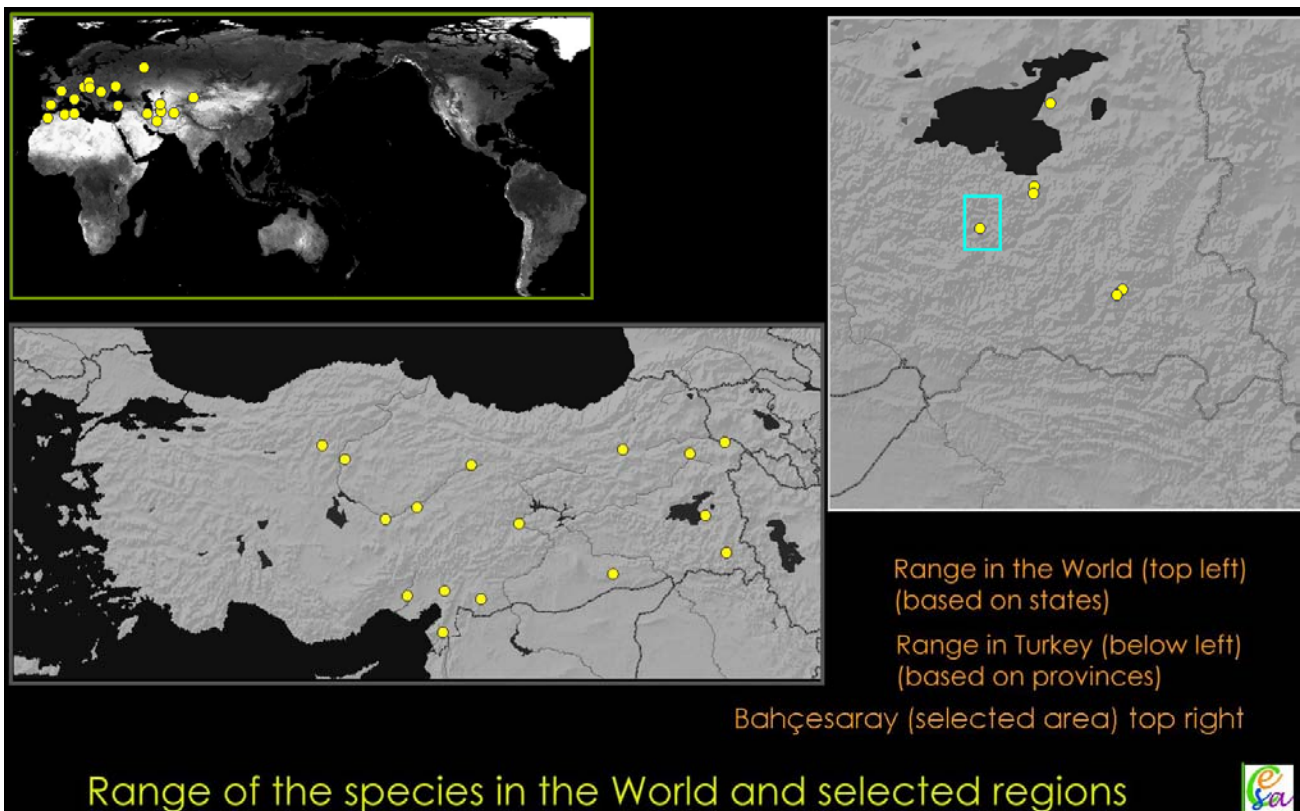 Range in the World (top left)
(based on states)
Range in Turkey (below left)
(based on provinces)
Bahçesaray (selected area) top right
Range of the species in the World and selected regions
esa